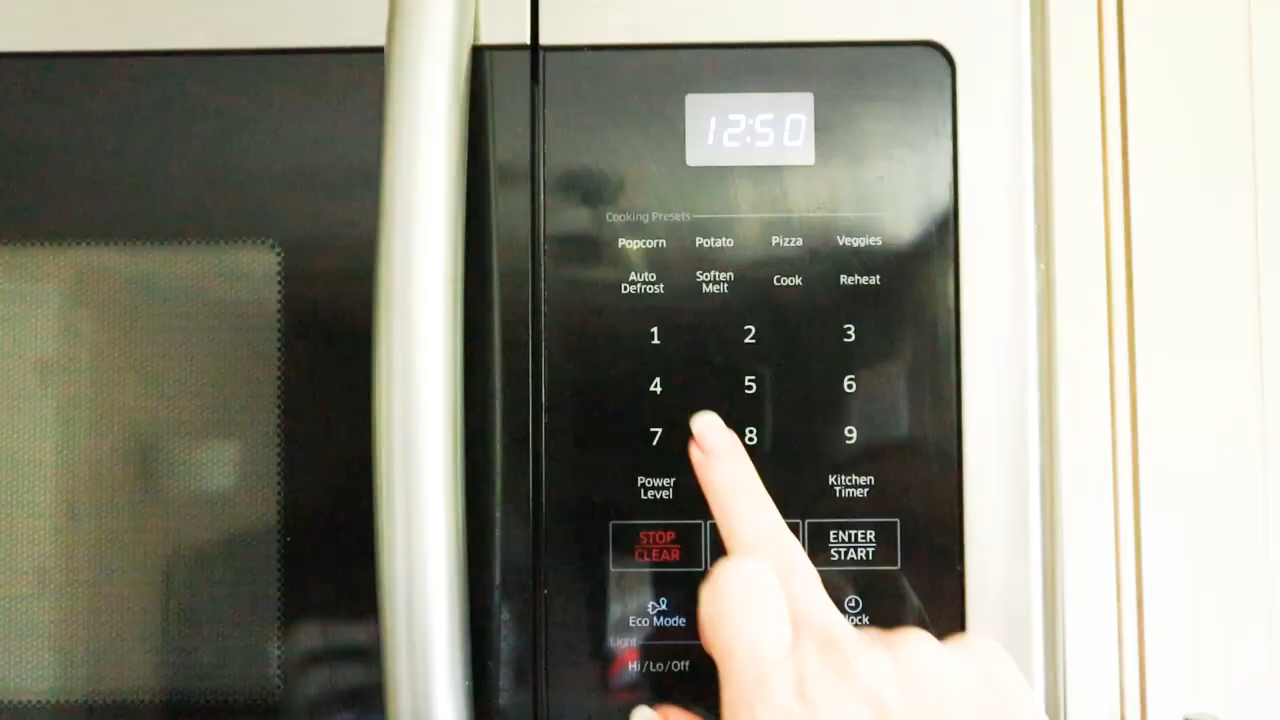 12:50
Cooking Presets
Popcorn Potato Pizza Veggies
Auto Defrost Soften Melt Cook Reheat
1 2 3
4 5 6
7 8 9
Power Level Kitchen Timer
STOP CLEAR ENTER START
Eco Mode
Light
Hi/Lo/Off